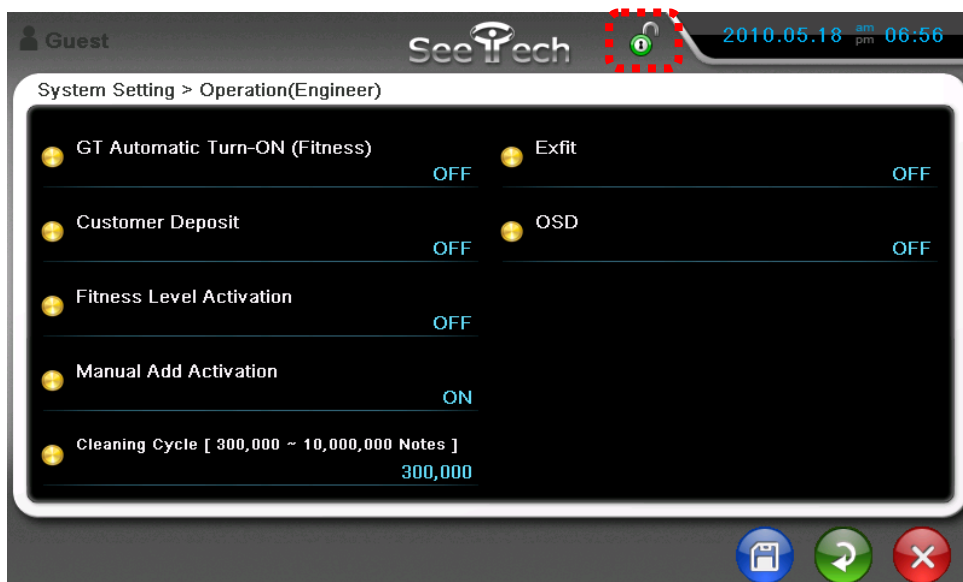 Guest
SeeTech
2010.05.18 am pm 06:56
System Setting > Operation(Engineer)
GT Automatic Turn-ON (Fitness)
OFF
Exfit
OFF
Customer Deposit
OFF
OSD
OFF
Fitness Level Activation
OFF
Manual Add Activation
ON
Cleaning Cycle [ 300,000 ~ 10,000,000 Notes ]
300,000